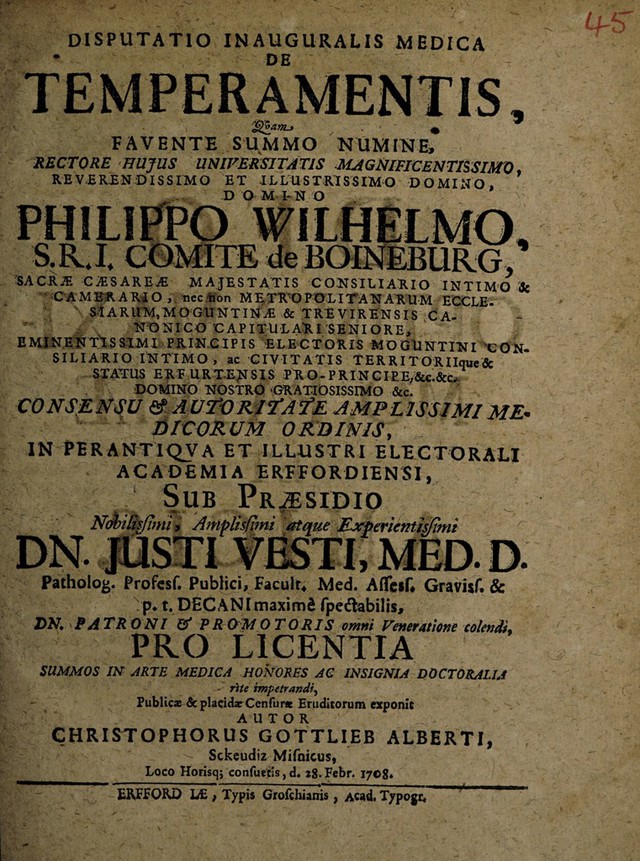 45
DISPUTATIO INAUGURALIS MEDICA
DE
TEMPERAMENTIS,
Quam
FAVENTE SUMMO NUMINE,
RECTORE HUJUS UNIVERSITATIS MAGNIFICENTISSIMO,
REVERENDISSIMO ET ILLUSTRISSIMO DOMINO,
DOMINO
PHILIPPO WILHELMO,
S.R.I. COMITE de BOINEBURG,
SACRÆ CÆSAREÆ MAJESTATIS CONSILIARIO INTIMO &
CAMERARIO, nec non METROPOLITANARUM ECCLE-
SIARUM, MOGUNTINÆ & TREVIRENSIS CA-
NONICO CAPITULARI SENIORE,
EMINENTISSIMI PRINCIPIS ELECTORIS MOGUNTINI CON-
SILIARIO INTIMO, ac CIVITATIS TERRITORIIque &
STATUS ERFURTENSIS PRO-PRINCIPE, &c. &c.
DOMINO NOSTRO GRATIOSISSIMO &c.
CONSENSU & AUTORITATE AMPLISSIMI ME-
DICORUM ORDINIS,
IN PERANTIQVA ET ILLUSTRI ELECTORALI
ACADEMIA ERFFORDIENSI,
SUB PRÆSIDIO
Nobilisſimi, Amplisſimi atque Experientisſimi
DN. JUSTI VESTI, MED. D.
Patholog. Profesſ. Publici, Facult. Med. Aſſesſ. Gravisſ. &
p. t. DECANI maximè ſpectabilis,
DN. PATRONI & PROMOTORIS omni Veneratione colendi,
PRO LICENTIA
SUMMOS IN ARTE MEDICA HONORES AC INSIGNIA DOCTORALIA
rite impetrandi,
Publicæ & placidæ Cenſuræ Eruditorum exponit
AUTOR
CHRISTOPHORUS GOTTLIEB ALBERTI,
Sckeudiz Miſnicus,
Loco Horisq; conſuetis, d. 28. Febr. 1708.
ERFFORDIÆ, Typis Groſchianis, Acad. Typogr.